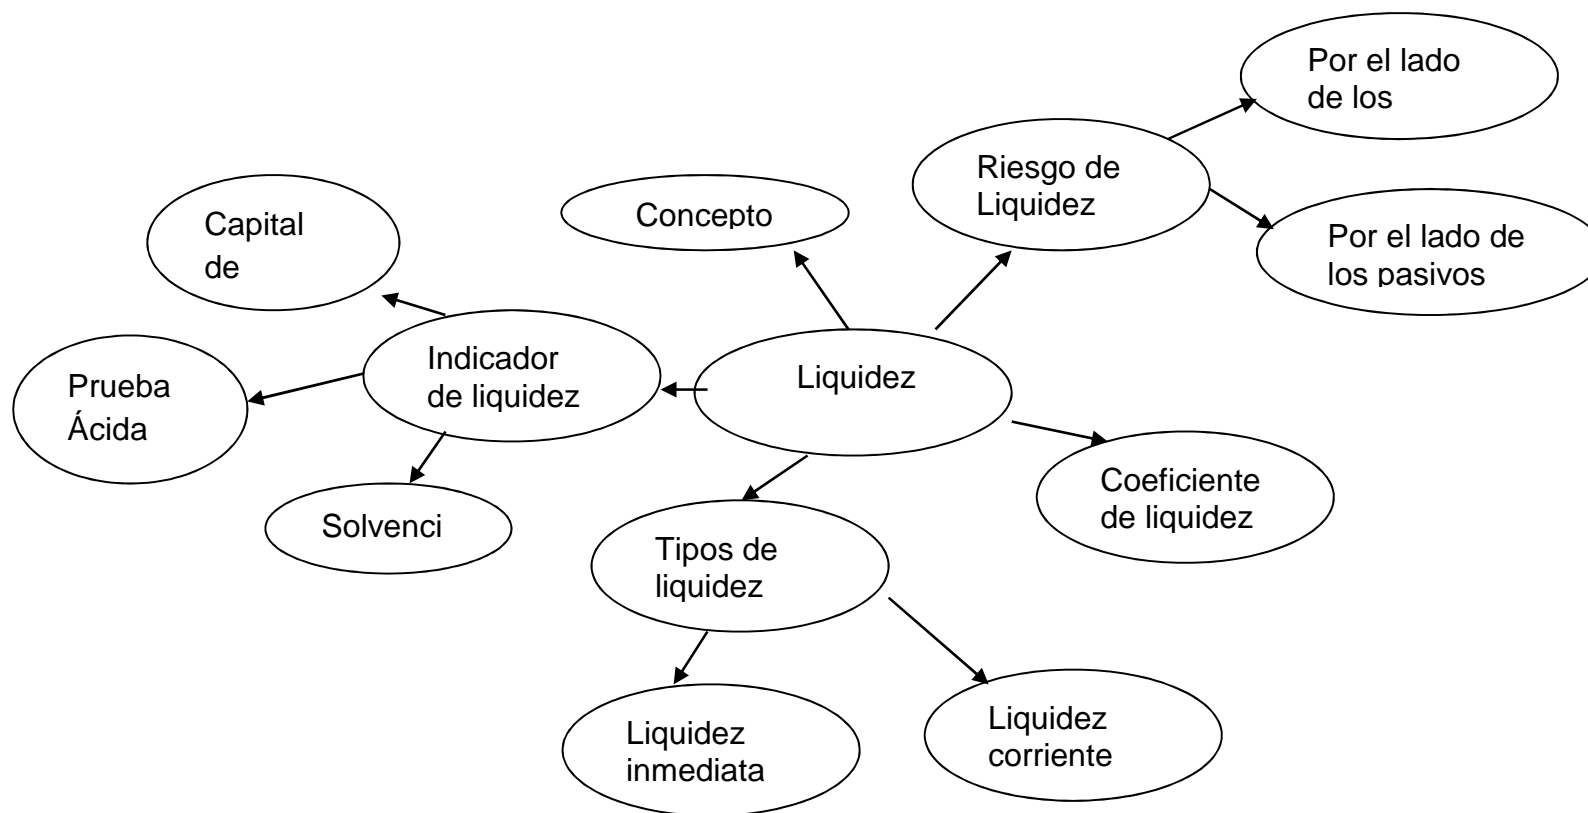 Por el lado
de los
Riesgo de
Liquidez
Por el lado de
los pasivos
Concepto
Capital
de
Indicador
de liquidez
Prueba
Ácida
Solvenci
Liquidez
Coeficiente
de liquidez
Tipos de
liquidez
Liquidez
inmediata
Liquidez
corriente